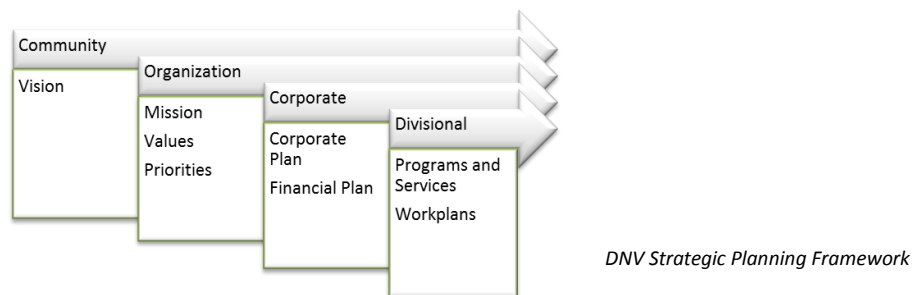 Community
Vision
Organization
Mission
Values
Priorities
Corporate
Corporate
Plan
Financial Plan
Divisional
Programs and
Services
Workplans
DNV Strategic Planning Framework